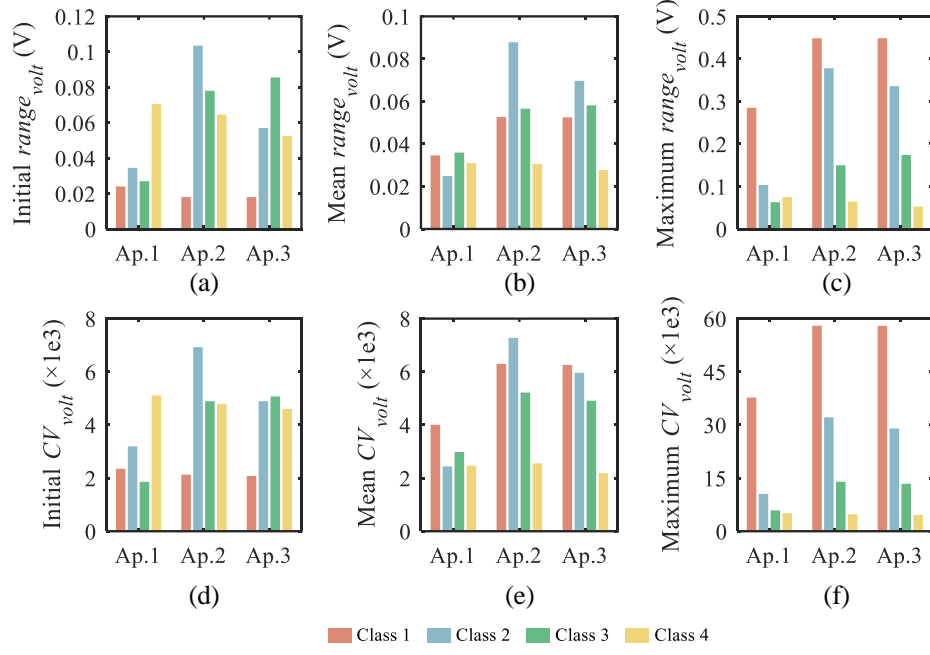 Initial range_volt (V)
0.12
0.1
0.08
0.06
0.04
0.02
0
Ap.1 Ap.2 Ap.3
(a)
Mean range_volt (V)
0.1
0.08
0.06
0.04
0.02
0
Ap.1 Ap.2 Ap.3
(b)
Maximum range_volt (V)
0.5
0.4
0.3
0.2
0.1
0
Ap.1 Ap.2 Ap.3
(c)
Initial CV_volt (×1e3)
8
6
4
2
0
Ap.1 Ap.2 Ap.3
(d)
Mean CV_volt (×1e3)
8
6
4
2
0
Ap.1 Ap.2 Ap.3
(e)
Maximum CV_volt (×1e3)
60
45
30
15
0
Ap.1 Ap.2 Ap.3
(f)
Class 1 Class 2 Class 3 Class 4